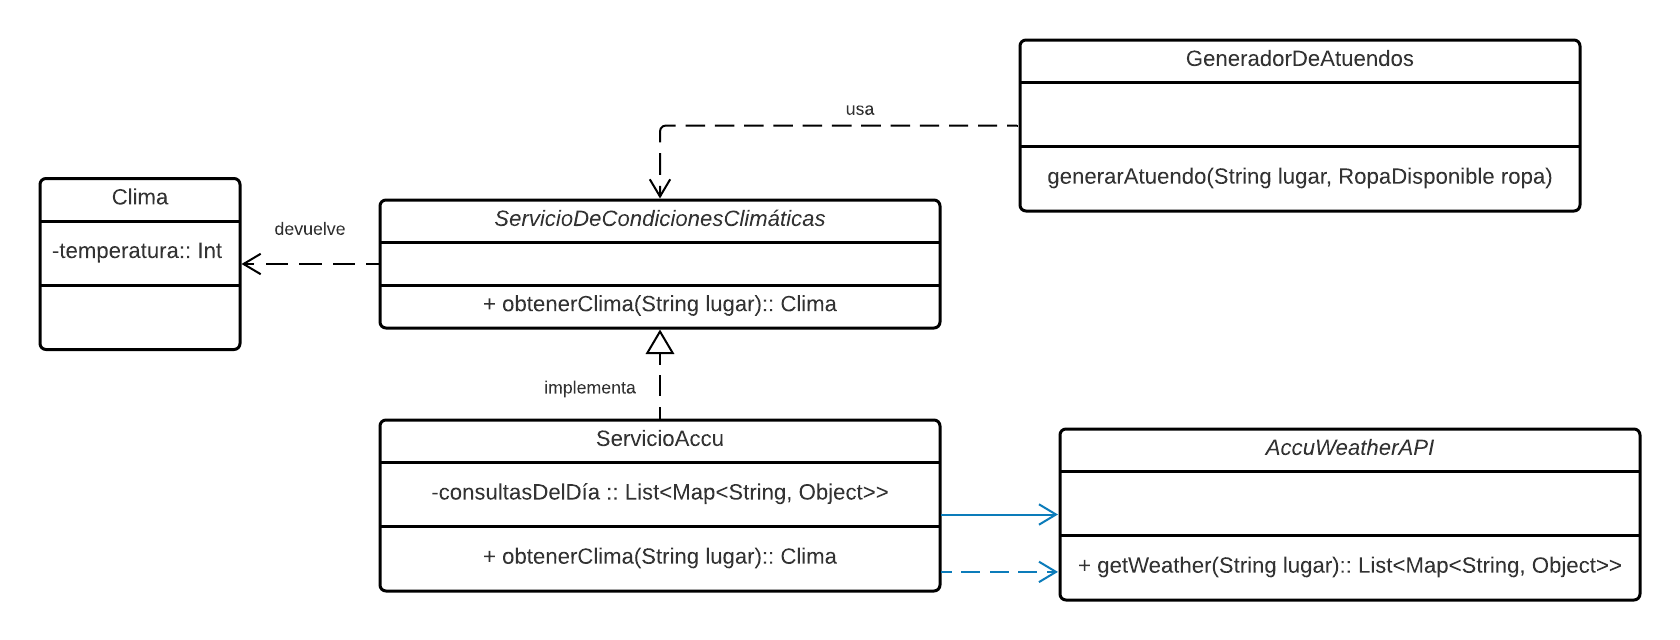 GeneradorDeAtuendos
generarAtuendo(String lugar, RopaDisponible ropa)
usa
Clima
-temperatura:: Int
devuelve
ServicioDeCondicionesClimáticas
+ obtenerClima(String lugar):: Clima
implementa
ServicioAccu
-consultasDelDía :: List<Map<String, Object>>
+ obtenerClima(String lugar):: Clima
AccuWeatherAPI
+ getWeather(String lugar):: List<Map<String, Object>>